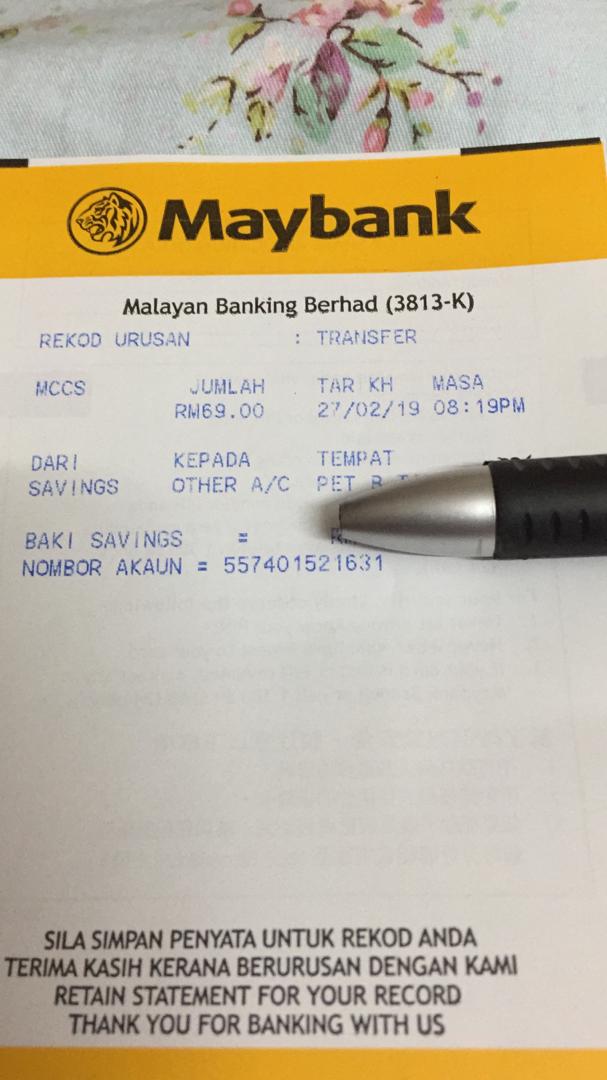 Maybank
Malayan Banking Berhad (3813-K)
REKOD URUSAN : TRANSFER
MCCS JUMLAH TARIKH MASA
RM69.00 27/02/19 08:19PM
DARI KEPADA TEMPAT
SAVINGS OTHER A/C PET
BAKI SAVINGS =
NOMBOR AKAUN = 557401521631
SILA SIMPAN PENYATA UNTUK REKOD ANDA
TERIMA KASIH KERANA BERURUSAN DENGAN KAMI
RETAIN STATEMENT FOR YOUR RECORD
THANK YOU FOR BANKING WITH US